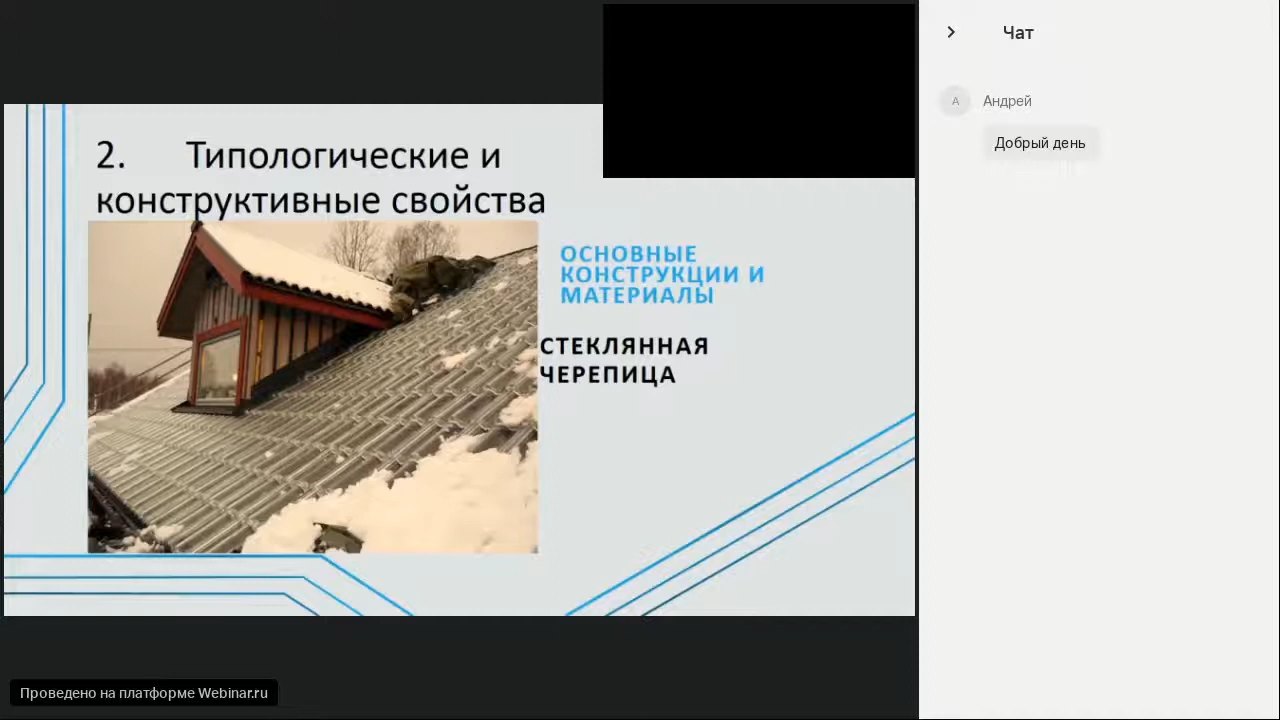 2. Типологические и
конструктивные свойства
ОСНОВНЫЕ
КОНСТРУКЦИИ И
МАТЕРИАЛЫ
СТЕКЛЯННАЯ
ЧЕРЕПИЦА
Проведено на платформе Webinar.ru
Чат
А Андрей
Добрый день